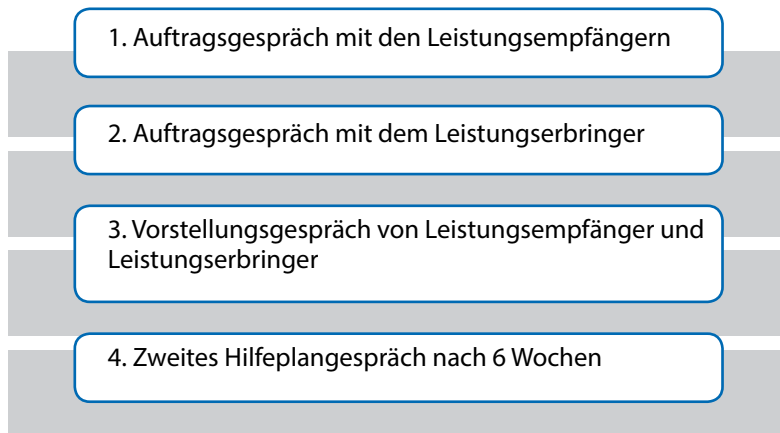 1. Auftragsgespräch mit den Leistungsempfängern
2. Auftragsgespräch mit dem Leistungserbringer
3. Vorstellungsgespräch von Leistungsempfänger und
Leistungserbringer
4. Zweites Hilfeplangespräch nach 6 Wochen